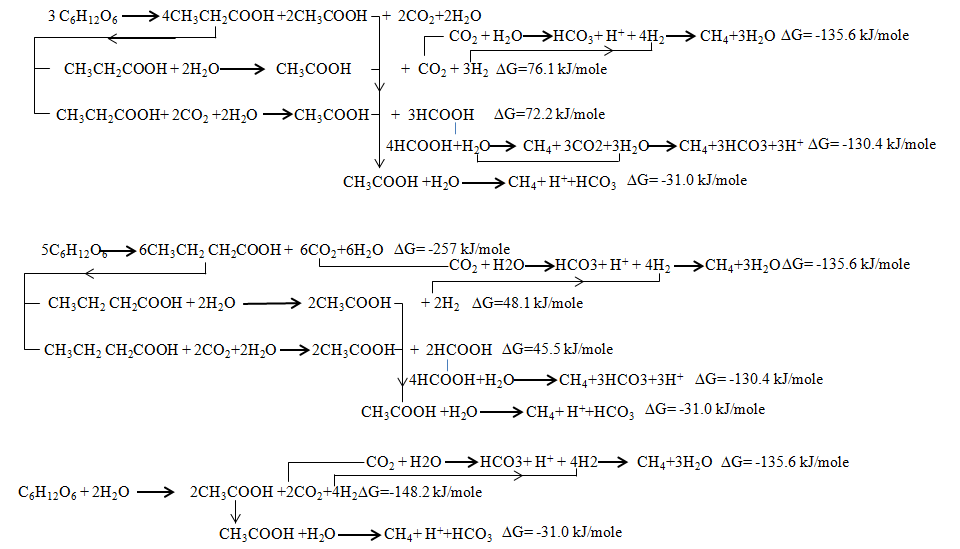 3 C₆H₁₂O₆ ⟶ 4CH₃CH₂COOH +2CH₃COOH + 2CO₂+2H₂O
CO₂ + H₂O ⟶ HCO₃+ H⁺ + 4H₂ ⟶ CH₄+3H₂O ΔG= -135.6 kJ/mole
CH₃CH₂COOH + 2H₂O ⟶ CH₃COOH + CO₂ + 3H₂ ΔG=76.1 kJ/mole
CH₃CH₂COOH+ 2CO₂ +2H₂O ⟶ CH₃COOH + 3HCOOH ΔG=72.2 kJ/mole
4HCOOH+H₂O ⟶ CH₄+ 3CO2+3H₂O ⟶ CH₄+3HCO3+3H⁺ ΔG= -130.4 kJ/mole
CH₃COOH +H₂O ⟶ CH₄+ H⁺+HCO₃ ΔG= -31.0 kJ/mole
5C₆H₁₂O₆ ⟶ 6CH₃CH₂ CH₂COOH + 6CO₂+6H₂O ΔG= -257 kJ/mole
CO₂ + H2O ⟶ HCO3+ H⁺ + 4H₂ ⟶ CH₄+3H₂O ΔG= -135.6 kJ/mole
CH₃CH₂ CH₂COOH + 2H₂O ⟶ 2CH₃COOH + 2H₂ ΔG=48.1 kJ/mole
CH₃CH₂ CH₂COOH + 2CO₂+2H₂O ⟶ 2CH₃COOH + 2HCOOH ΔG=45.5 kJ/mole
4HCOOH+H₂O ⟶ CH₄+3HCO3+3H⁺ ΔG= -130.4 kJ/mole
CH₃COOH +H₂O ⟶ CH₄+ H⁺+HCO₃ ΔG= -31.0 kJ/mole
CO₂ + H2O ⟶ HCO3+ H⁺ + 4H2 ⟶ CH₄+3H₂O ΔG= -135.6 kJ/mole
C₆H₁₂O₆ + 2H₂O ⟶ 2CH₃COOH +2CO₂+4H₂ΔG=-148.2 kJ/mole
CH₃COOH +H₂O ⟶ CH₄+ H⁺+HCO₃ ΔG= -31.0 kJ/mole